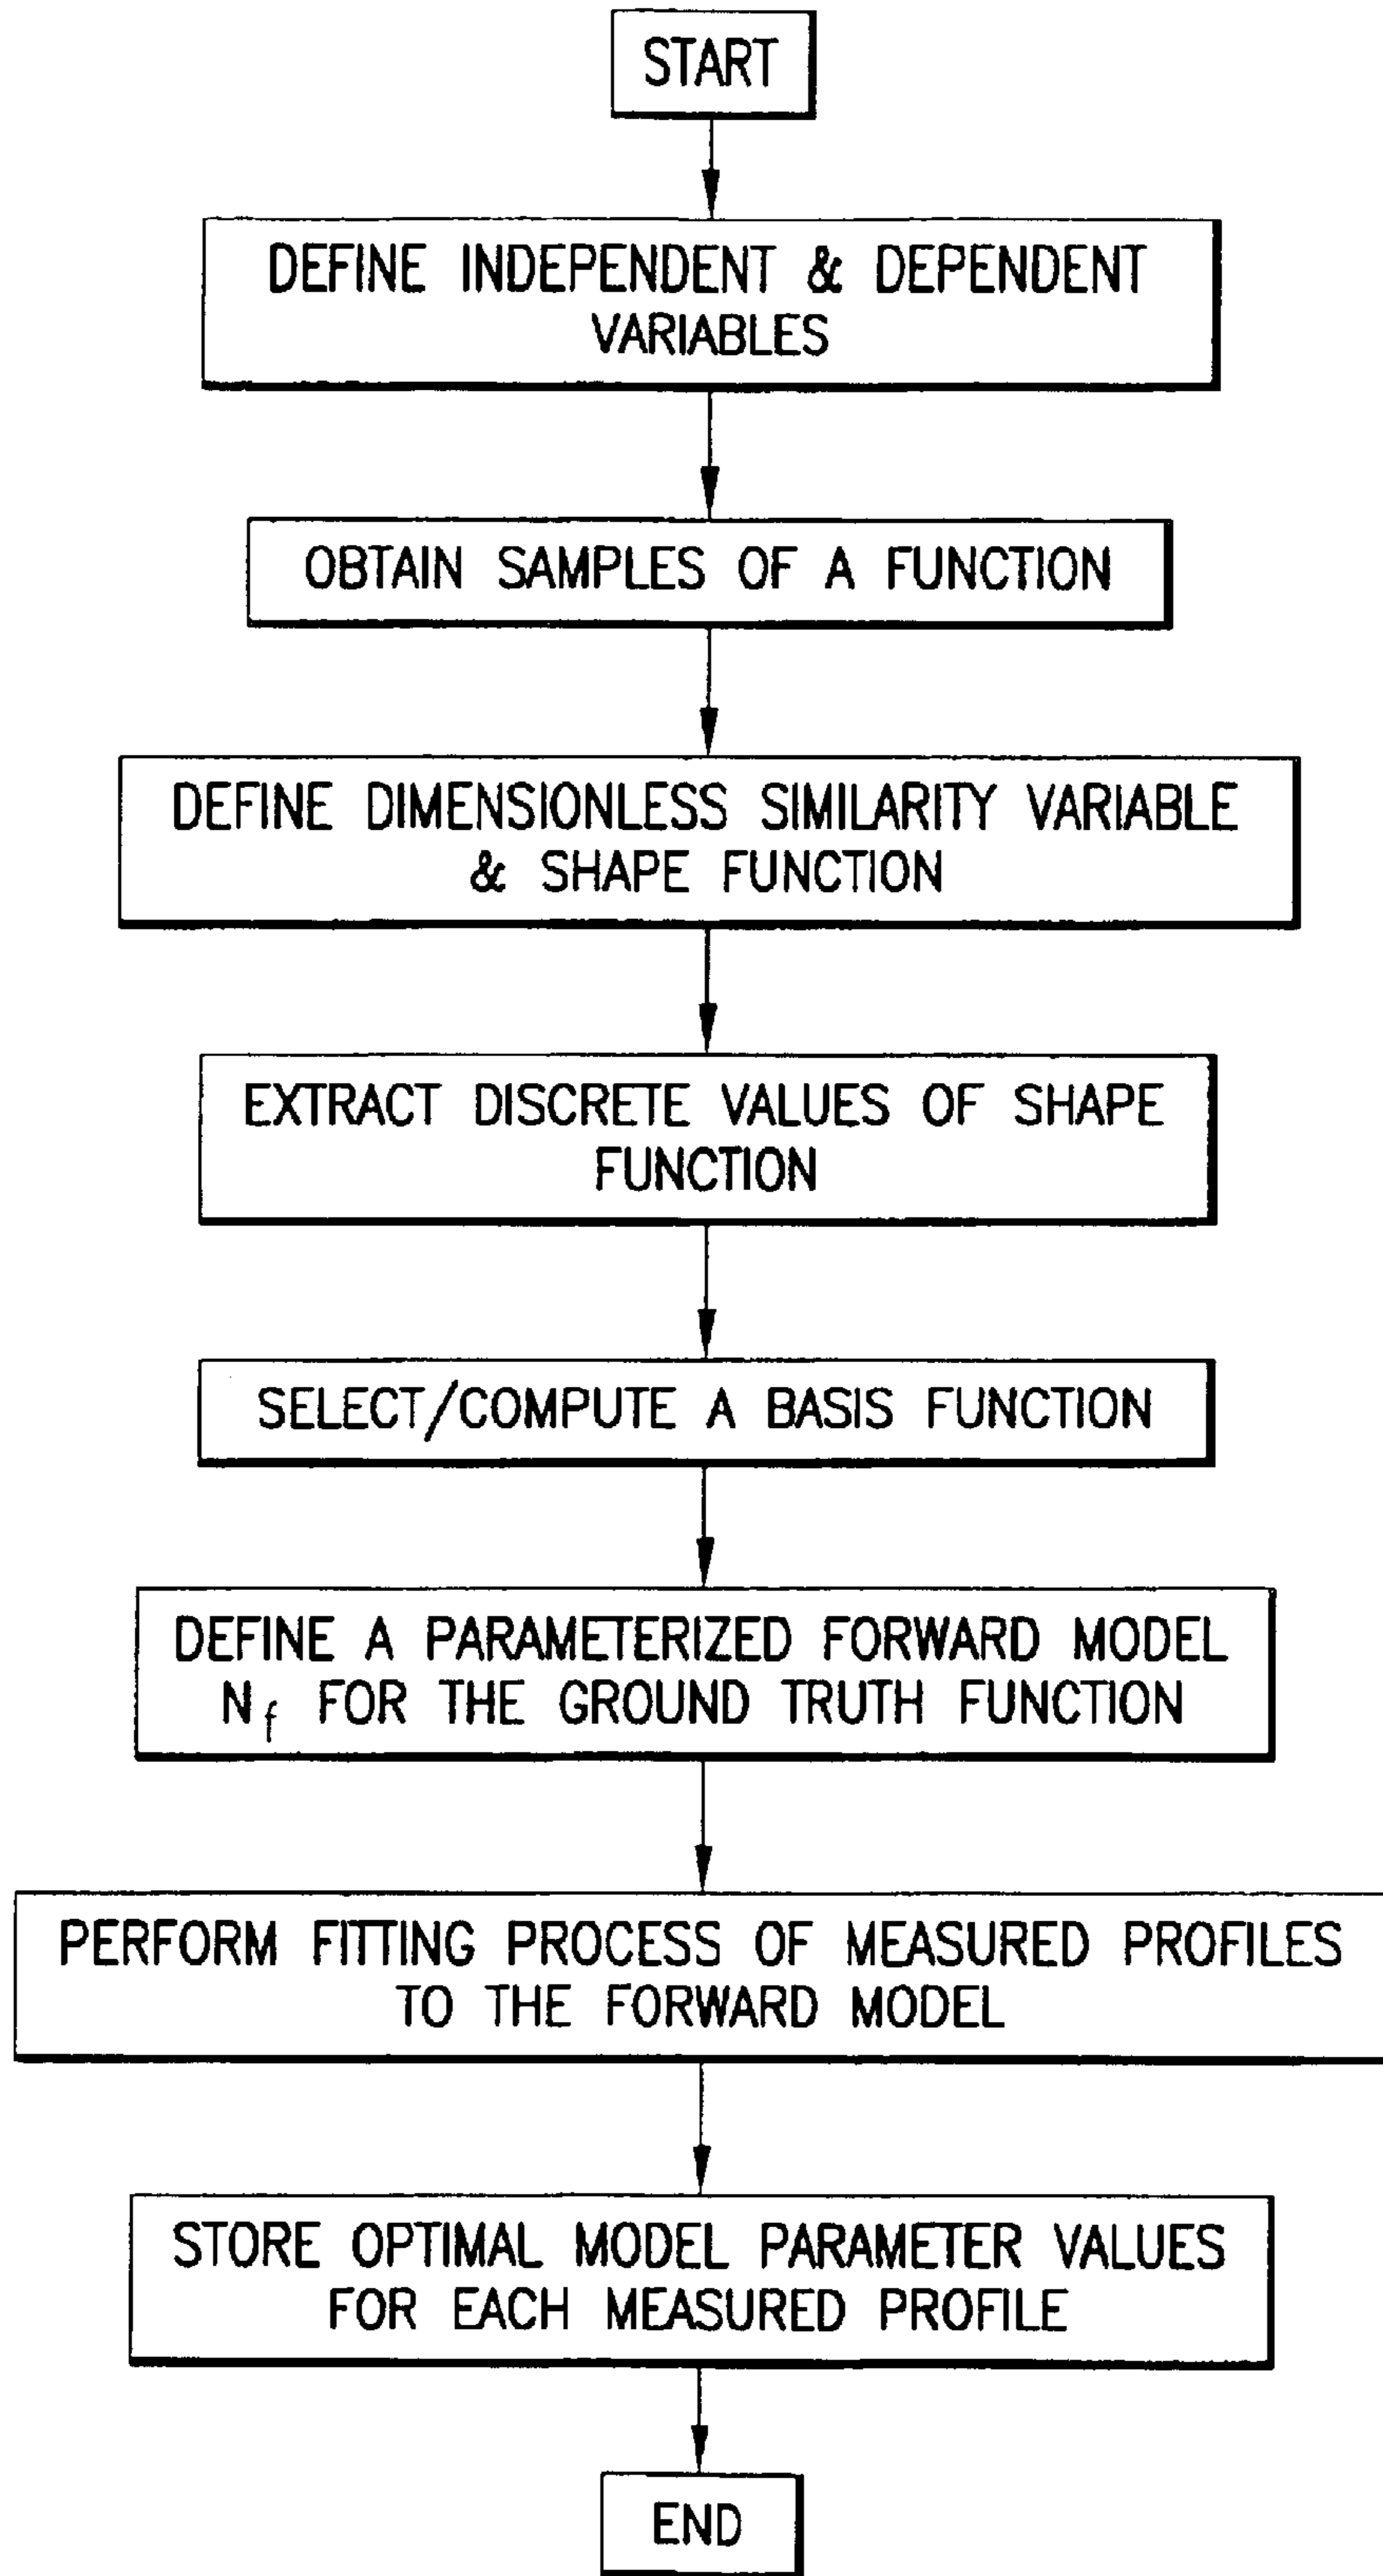 START
DEFINE INDEPENDENT & DEPENDENT
VARIABLES
OBTAIN SAMPLES OF A FUNCTION
DEFINE DIMENSIONLESS SIMILARITY VARIABLE
& SHAPE FUNCTION
EXTRACT DISCRETE VALUES OF SHAPE
FUNCTION
SELECT/COMPUTE A BASIS FUNCTION
DEFINE A PARAMETERIZED FORWARD MODEL
N_f FOR THE GROUND TRUTH FUNCTION
PERFORM FITTING PROCESS OF MEASURED PROFILES
TO THE FORWARD MODEL
STORE OPTIMAL MODEL PARAMETER VALUES
FOR EACH MEASURED PROFILE
END